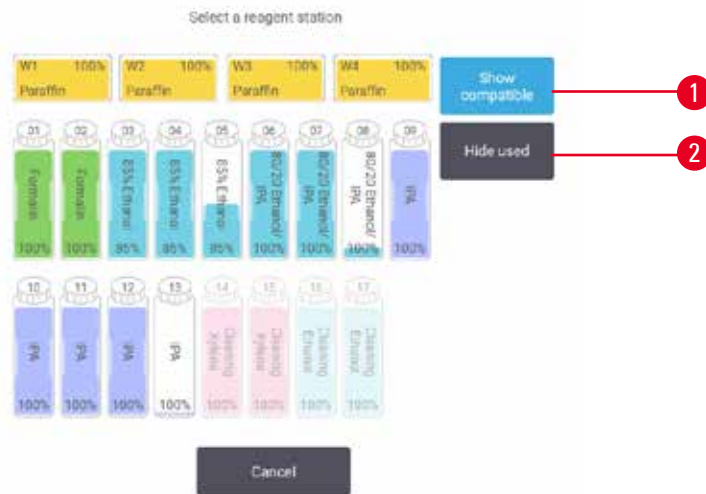 Select a reagent station
W1 100%
Paraffin
W2 100%
Paraffin
W3 100%
Paraffin
W4 100%
Paraffin
Show
compatible
1
Hide used
2
01
Formalin
100%
02
Formalin
100%
03
85% Ethanol
85%
04
85% Ethanol
85%
05
85% Ethanol
85%
06
80/20 Ethanol/
IPA
100%
07
80/20 Ethanol/
IPA
100%
08
80/20 Ethanol/
IPA
100%
09
IPA
100%
10
IPA
100%
11
IPA
100%
12
IPA
100%
13
IPA
100%
14
Cleaning
Xylene
100%
15
Cleaning
Xylene
100%
16
Cleaning
Ethanol
100%
17
Cleaning
Ethanol
100%
Cancel